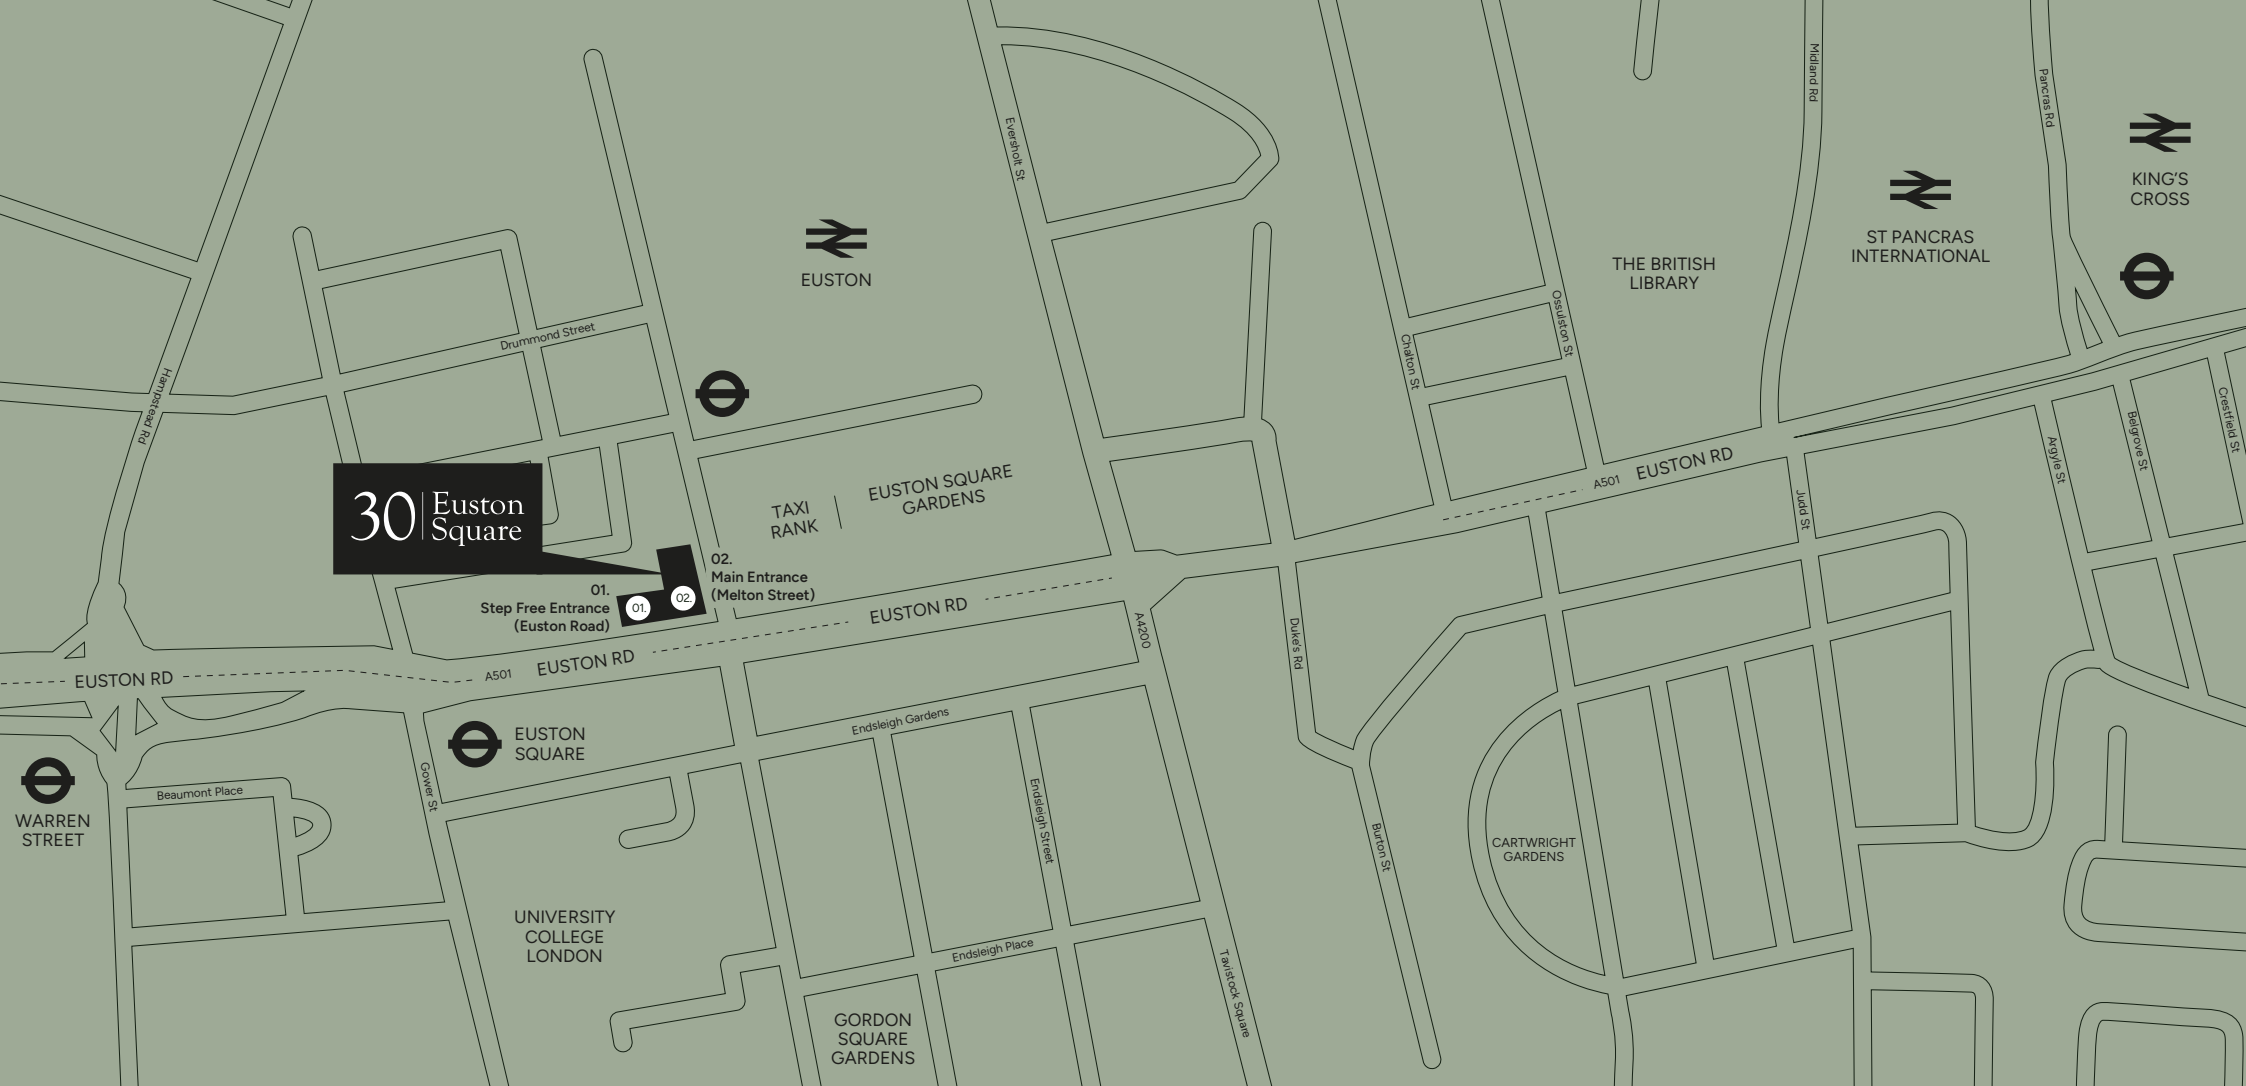 Midland Rd
Pancras Rd
Eversholt St
KING'S
CROSS
ST PANCRAS
INTERNATIONAL
THE BRITISH
LIBRARY
EUSTON
Drummond Street
Ossulston St
Chalton St
Hampstead Rd
Crestfield St
Belgrove St
Argyle St
EUSTON RD
A501
Judd St
EUSTON SQUARE
GARDENS
TAXI
RANK
30 Euston
Square
02.
Main Entrance
(Melton Street)
01.
Step Free Entrance
(Euston Road)
01.
02.
EUSTON RD
A4200
Duke's Rd
EUSTON RD
A501
EUSTON RD
Endsleigh Gardens
EUSTON
SQUARE
Gower St
Beaumont Place
WARREN
STREET
Endsleigh Street
Burton St
CARTWRIGHT
GARDENS
UNIVERSITY
COLLEGE
LONDON
Endsleigh Place
Tavistock Square
GORDON
SQUARE
GARDENS